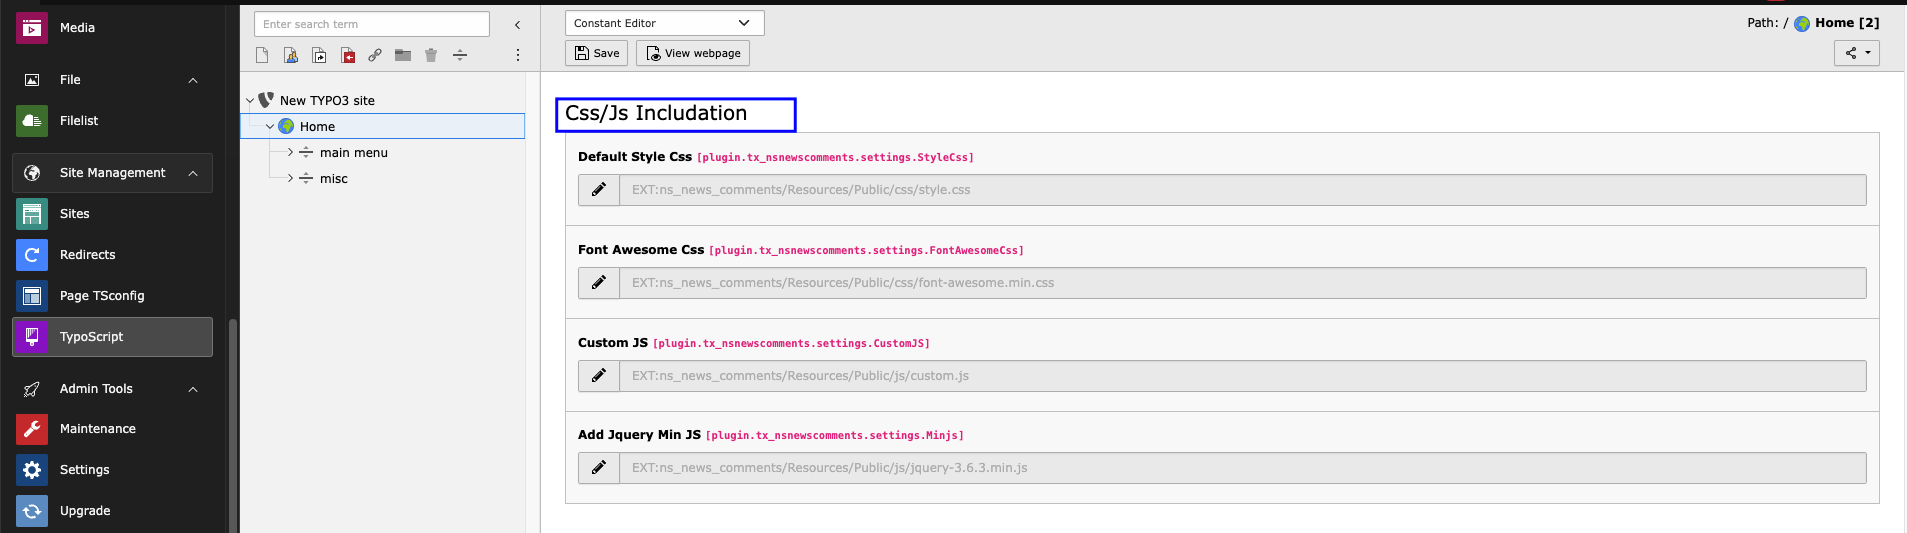 Media
File
Filelist
Site Management
Sites
Redirects
Page TSconfig
TypoScript
Admin Tools
Maintenance
Settings
Upgrade
Enter search term
New TYPO3 site
Home
main menu
misc
Constant Editor
Path: / Home [2]
Save
View webpage
Css/Js Includation
Default Style Css [plugin.tx_nsnewscomments.settings.StyleCss]
EXT:ns_news_comments/Resources/Public/css/style.css
Font Awesome Css [plugin.tx_nsnewscomments.settings.FontAwesomeCss]
EXT:ns_news_comments/Resources/Public/css/font-awesome.min.css
Custom JS [plugin.tx_nsnewscomments.settings.CustomJS]
EXT:ns_news_comments/Resources/Public/js/custom.js
Add Jquery Min JS [plugin.tx_nsnewscomments.settings.Minjs]
EXT:ns_news_comments/Resources/Public/js/jquery-3.6.3.min.js